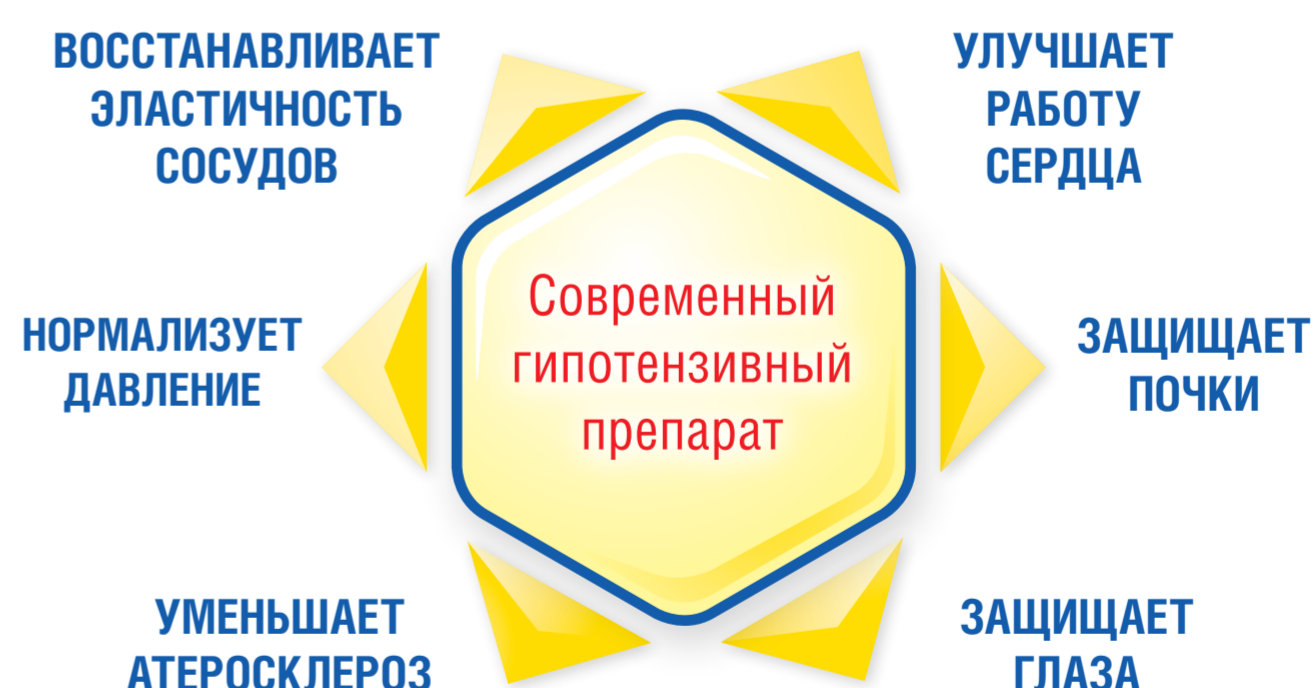 ВОССТАНАВЛИВАЕТ
ЭЛАСТИЧНОСТЬ
СОСУДОВ
УЛУЧШАЕТ
РАБОТУ
СЕРДЦА
НОРМАЛИЗУЕТ
ДАВЛЕНИЕ
Современный
гипотензивный
препарат
ЗАЩИЩАЕТ
ПОЧКИ
УМЕНЬШАЕТ
АТЕРОСКЛЕРОЗ
ЗАЩИЩАЕТ
ГЛАЗА